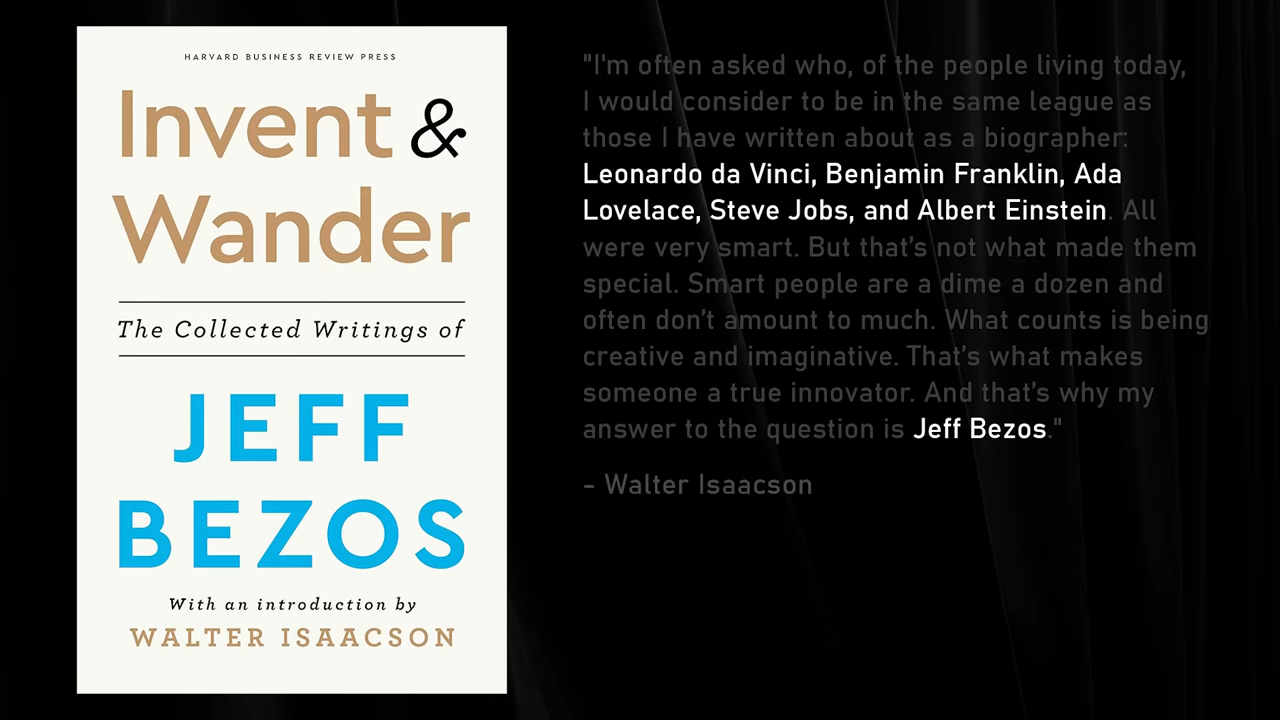 HARVARD BUSINESS REVIEW PRESS
Invent &
Wander
The Collected Writings of
JEFF
BEZOS
With an introduction by
WALTER ISAACSON
"I'm often asked who, of the people living today,
I would consider to be in the same league as
those I have written about as a biographer:
Leonardo da Vinci, Benjamin Franklin, Ada
Lovelace, Steve Jobs, and Albert Einstein. All
were very smart. But that's not what made them
special. Smart people are a dime a dozen and
often don't amount to much. What counts is being
creative and imaginative. That's what makes
someone a true innovator. And that's why my
answer to the question is Jeff Bezos."
- Walter Isaacson